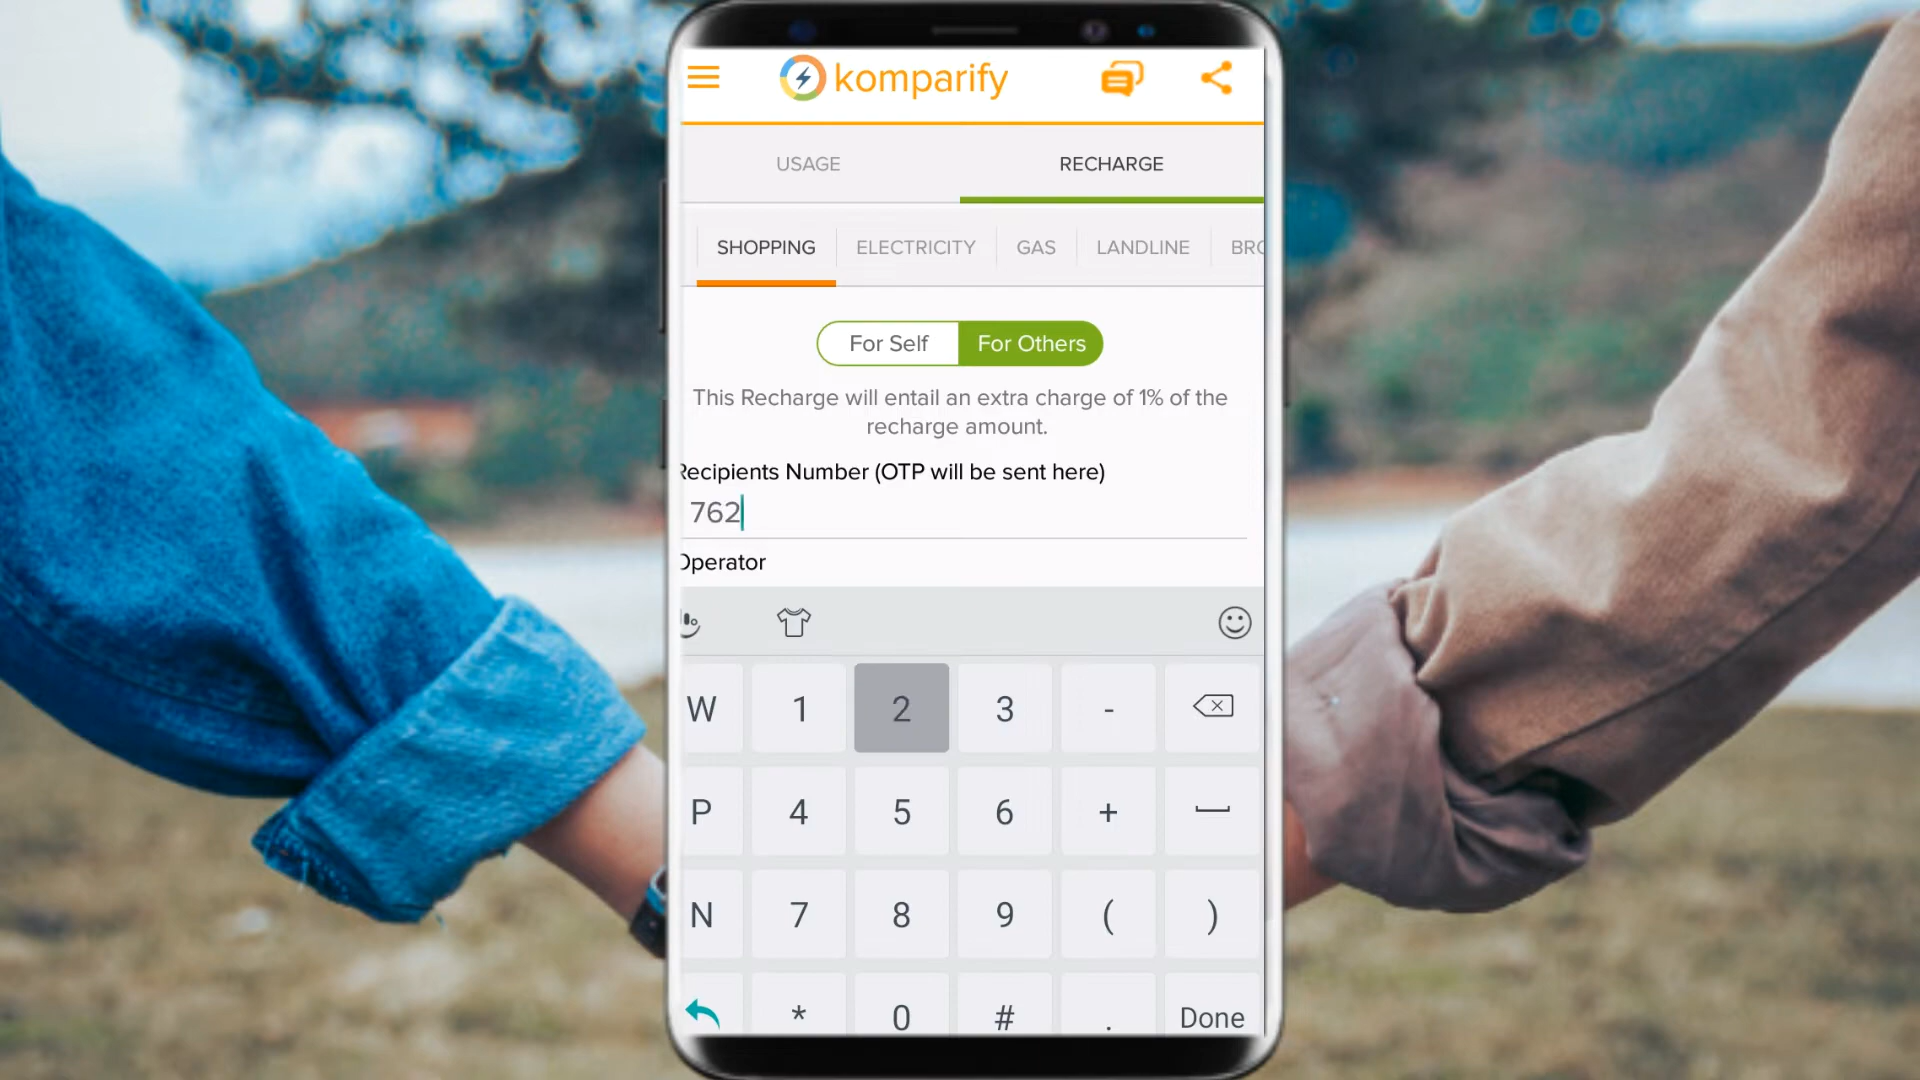 komparify
USAGE RECHARGE
SHOPPING ELECTRICITY GAS LANDLINE BRO
For Self For Others
This Recharge will entail an extra charge of 1% of the
recharge amount.
Recipients Number (OTP will be sent here)
762
Operator
W 1 2 3 -
P 4 5 6 +
N 7 8 9 ( )
* 0 # . Done